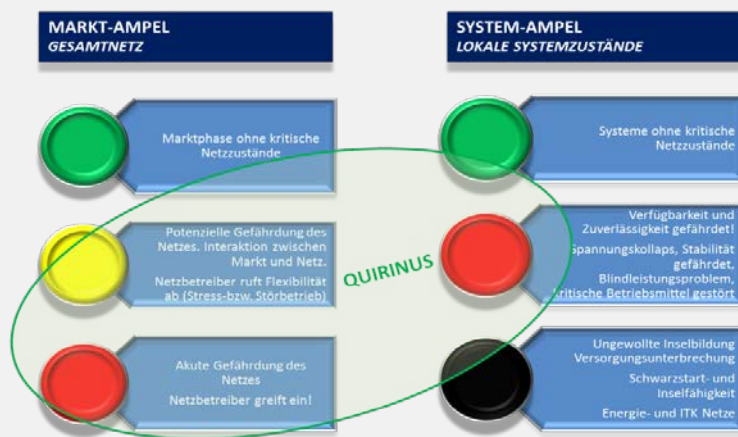 MARKT-AMPEL
GESAMTNETZ
Marktphase ohne kritische
Netzzustände
Potenzielle Gefährdung des
Netzes. Interaktion zwischen
Markt und Netz.
Netzbetreiber ruft Flexibilität
ab (Stress-bzw. Störbetrieb)
Akute Gefährdung des
Netzes
Netzbetreiber greift ein!
QUIRINUS
SYSTEM-AMPEL
LOKALE SYSTEMZUSTÄNDE
Systeme ohne kritische
Netzzustände
Verfügbarkeit und
Zuverlässigkeit gefährdet!
Spannungskollaps, Stabilität
gefährdet,
Blindleistungsproblem,
Kritische Betriebsmittel gestört
Ungewollte Inselbildung
Versorgungsunterbrechung
Schwarzstart- und
Inselfähigkeit
Energie- und ITK Netze